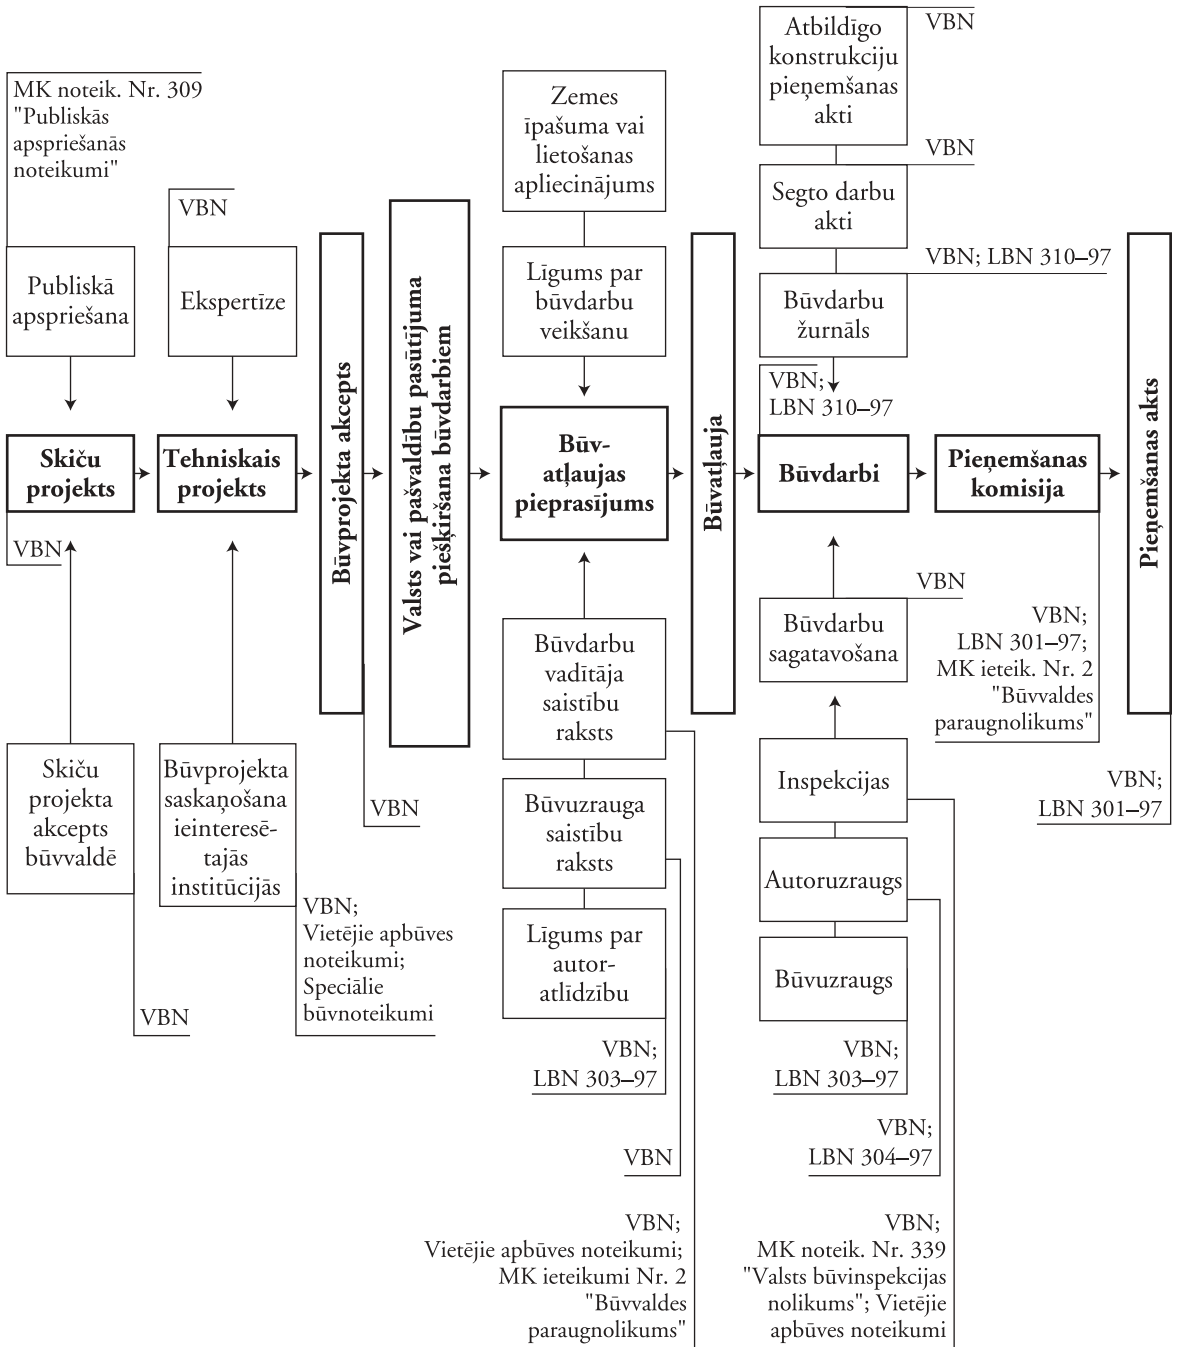 MK noteik. Nr. 309
"Publiskās
apspriešanās
noteikumi"
Publiskā
apspriešana
Skiču
projekts
VBN
Skiču
projekta
akcepts
būvvaldē
VBN
VBN
Ekspertīze
Tehniskais
projekts
Būvprojekta
saskaņošana
ieinteresē-
tajās
institūcijās
VBN;
Vietējie apbūves
noteikumi;
Speciālie
būvnoteikumi
Būvprojekta akcepts
VBN
Valsts vai pašvaldību pasūtījuma
piešķiršana būvdarbiem
Zemes
īpašuma vai
lietošanas
apliecinājums
Līgums par
būvdarbu
veikšanu
Būv-
atļaujas
pieprasījums
Būvdarbu
vadītāja
saistību
raksts
Būvuzrauga
saistību
raksts
Līgums par
autor-
atlīdzību
VBN;
LBN 303–97
VBN
VBN;
Vietējie apbūves noteikumi;
MK ieteikumi Nr. 2
"Būvvaldes
paraugnolikums"
Būvatļauja
Atbildīgo
konstrukciju
pieņemšanas
akti
VBN
VBN
Segto darbu
akti
VBN; LBN 310–97
Būvdarbu
žurnāls
VBN;
LBN 310–97
Būvdarbi
VBN
Būvdarbu
sagatavošana
Inspekcijas
Autoruzraugs
Būvuzraugs
VBN;
LBN 303–97
VBN;
LBN 304–97
VBN;
MK noteik. Nr. 339
"Valsts būvinspekcijas
nolikums"; Vietējie
apbūves noteikumi
Pieņemšanas
komisija
VBN;
LBN 301–97;
MK ieteik. Nr. 2
"Būvvaldes
paraugnolikums"
Pieņemšanas akts
VBN;
LBN 301–97